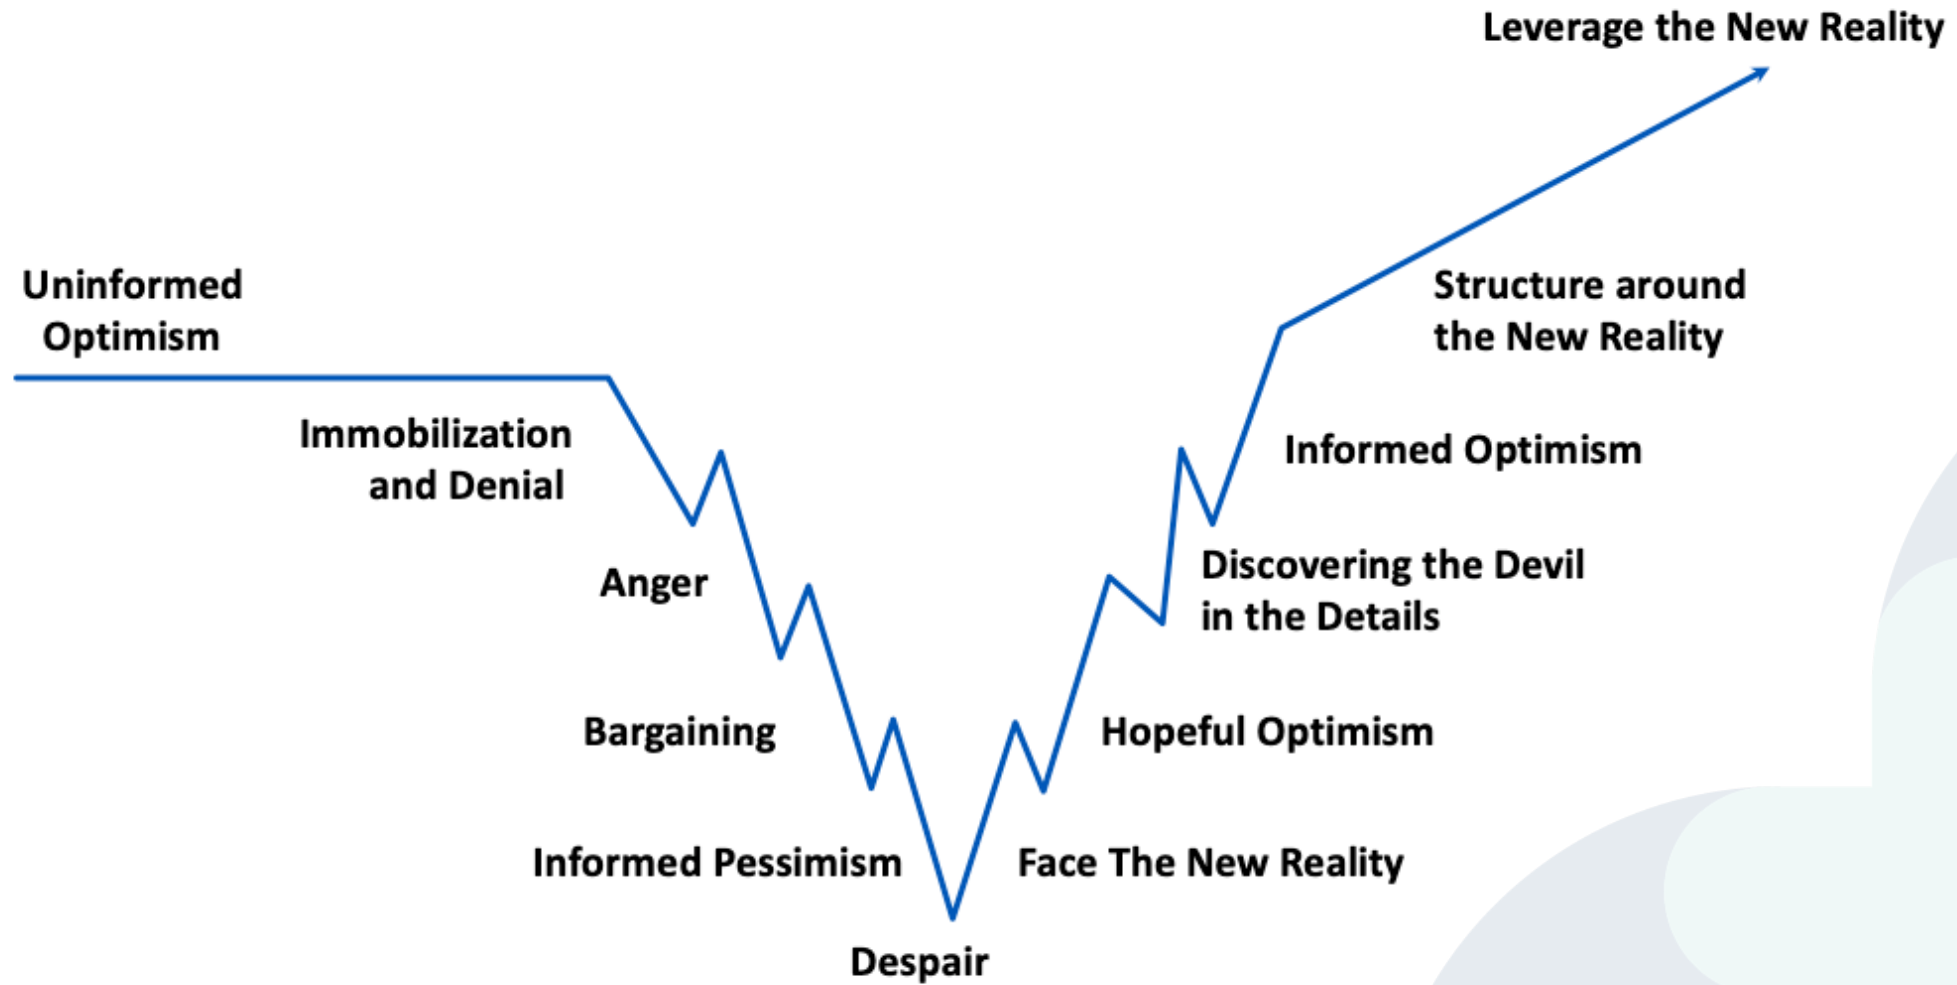 Uninformed
Optimism
Immobilization
and Denial
Anger
Bargaining
Informed Pessimism
Despair
Face The New Reality
Hopeful Optimism
Discovering the Devil
in the Details
Informed Optimism
Structure around
the New Reality
Leverage the New Reality